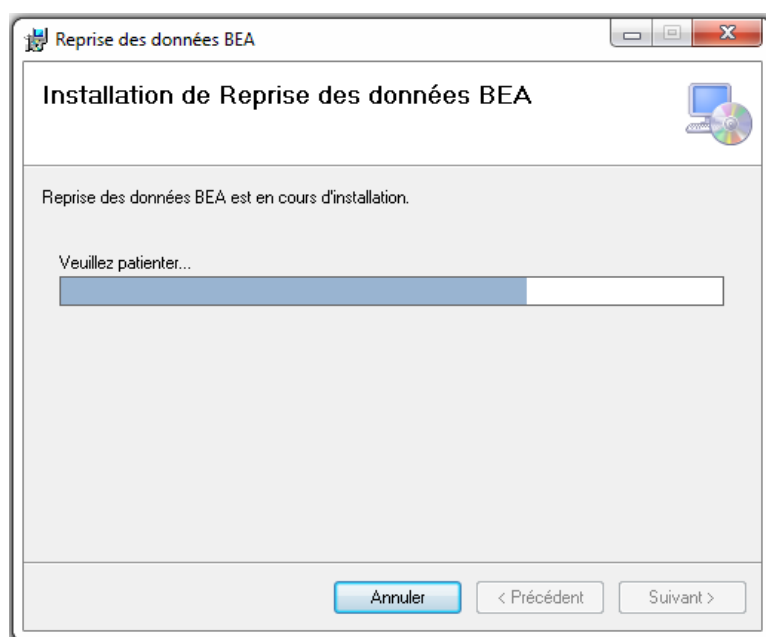 Reprise des données BEA
Installation de Reprise des données BEA
Reprise des données BEA est en cours d'installation.
Veuillez patienter...
Annuler
< Précédent
Suivant >